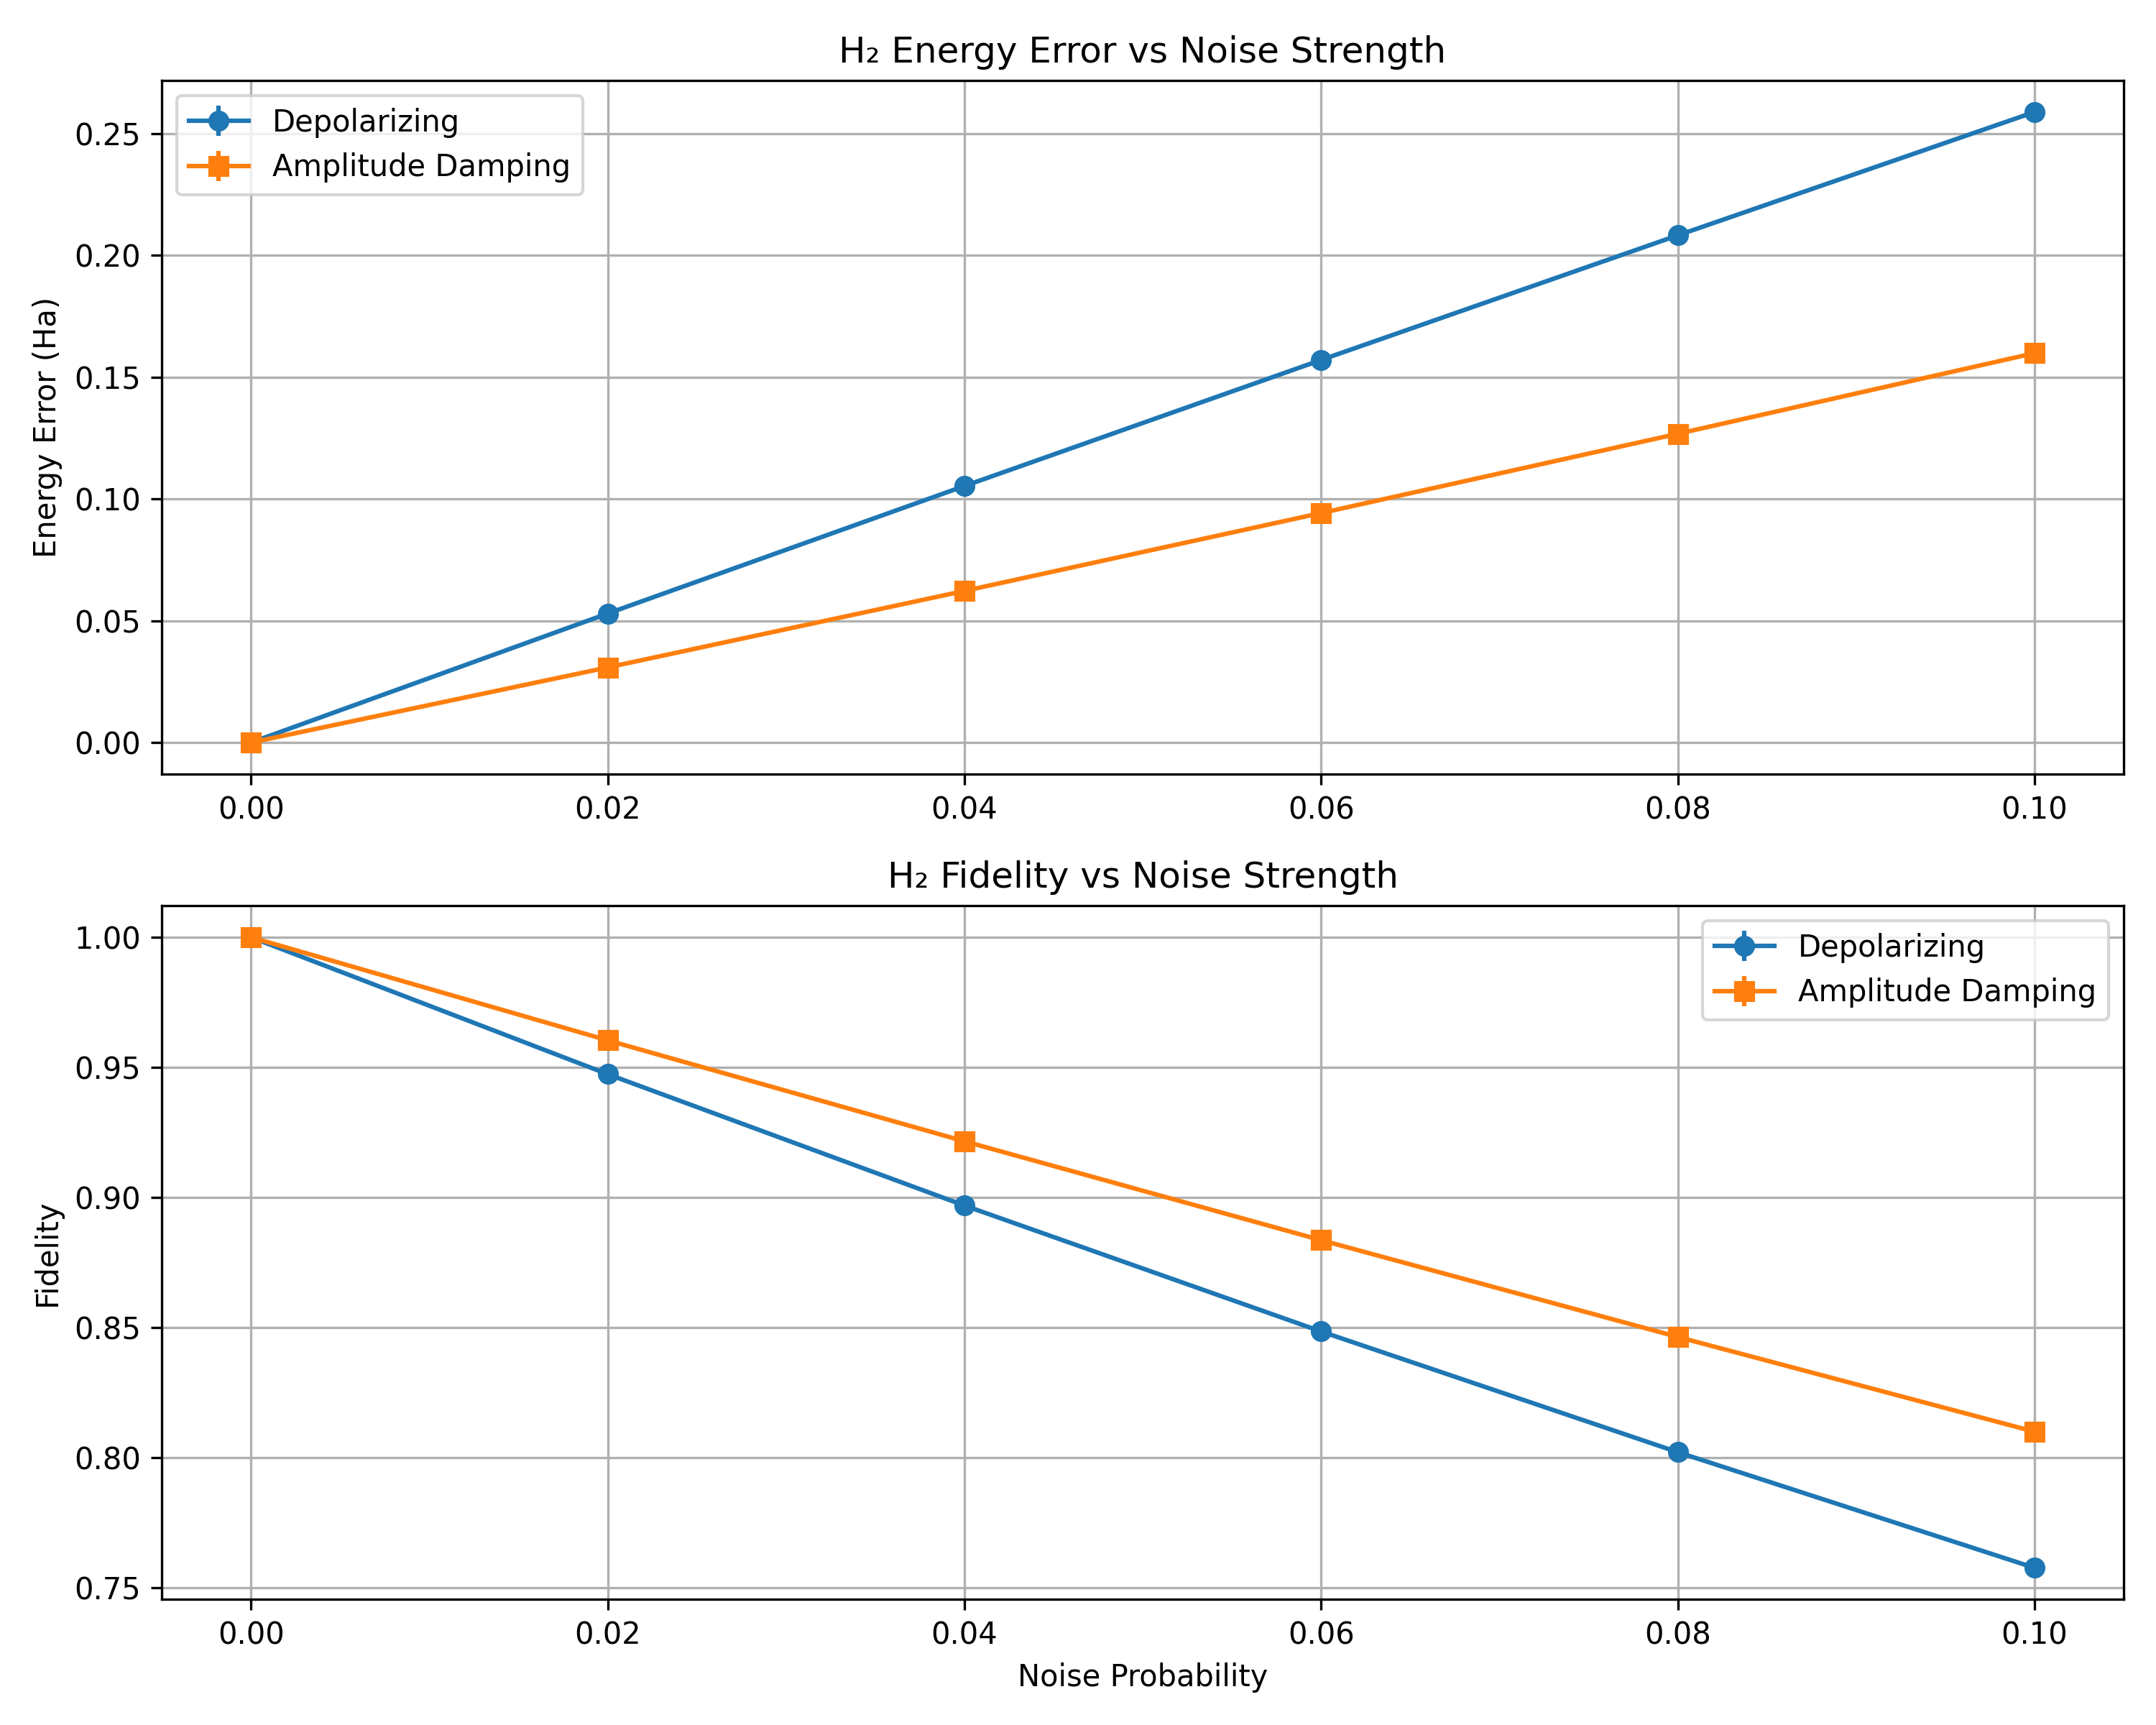 H₂ Energy Error vs Noise Strength
Depolarizing
Amplitude Damping
Energy Error (Ha)
0.25
0.20
0.15
0.10
0.05
0.00
0.00 0.02 0.04 0.06 0.08 0.10
H₂ Fidelity vs Noise Strength
Depolarizing
Amplitude Damping
Fidelity
1.00
0.95
0.90
0.85
0.80
0.75
0.00 0.02 0.04 0.06 0.08 0.10
Noise Probability